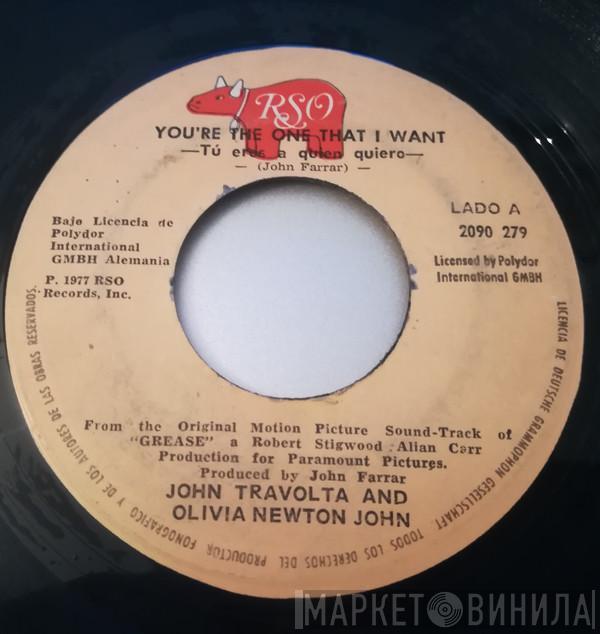 RSO
YOU'RE THE ONE THAT I WANT
—Tú eres a quien quiero—
— (John Farrar) —
Bajo Licencia de
Polydor
International
GMBH Alemania
P. 1977 RSO
Records, Inc.
LADO A
2090 279
Licensed by Polydor
International GMBH
From the Original Motion Picture Sound-Track of
"GREASE" a Robert Stigwood Allan Carr
Production for Paramount Pictures.
Produced by John Farrar
JOHN TRAVOLTA AND
OLIVIA NEWTON JOHN
LICENCIA DE DEUTSCHE GRAMMOPHON GESELLSCHAFT. TODOS LOS DERECHOS DEL PRODUCTOR FONOGRAFICO Y DE LOS AUTORES DE LAS OBRAS RESERVADOS.
МАРКЕТ ВИНИЛА